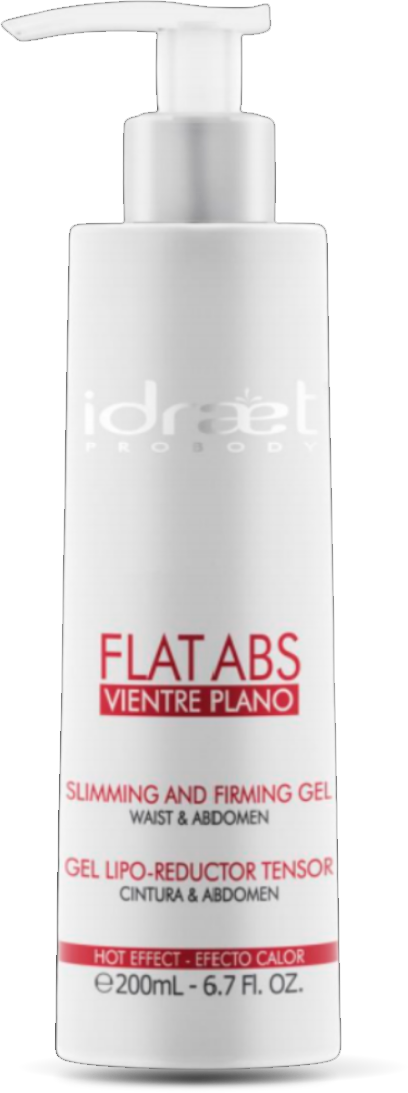 idraet
PROBODY
FLAT ABS
VIENTRE PLANO
SLIMMING AND FIRMING GEL
WAIST & ABDOMEN
GEL LIPO-REDUCTOR TENSOR
CINTURA & ABDOMEN
HOT EFFECT - EFECTO CALOR
℮200mL - 6.7 Fl. OZ.